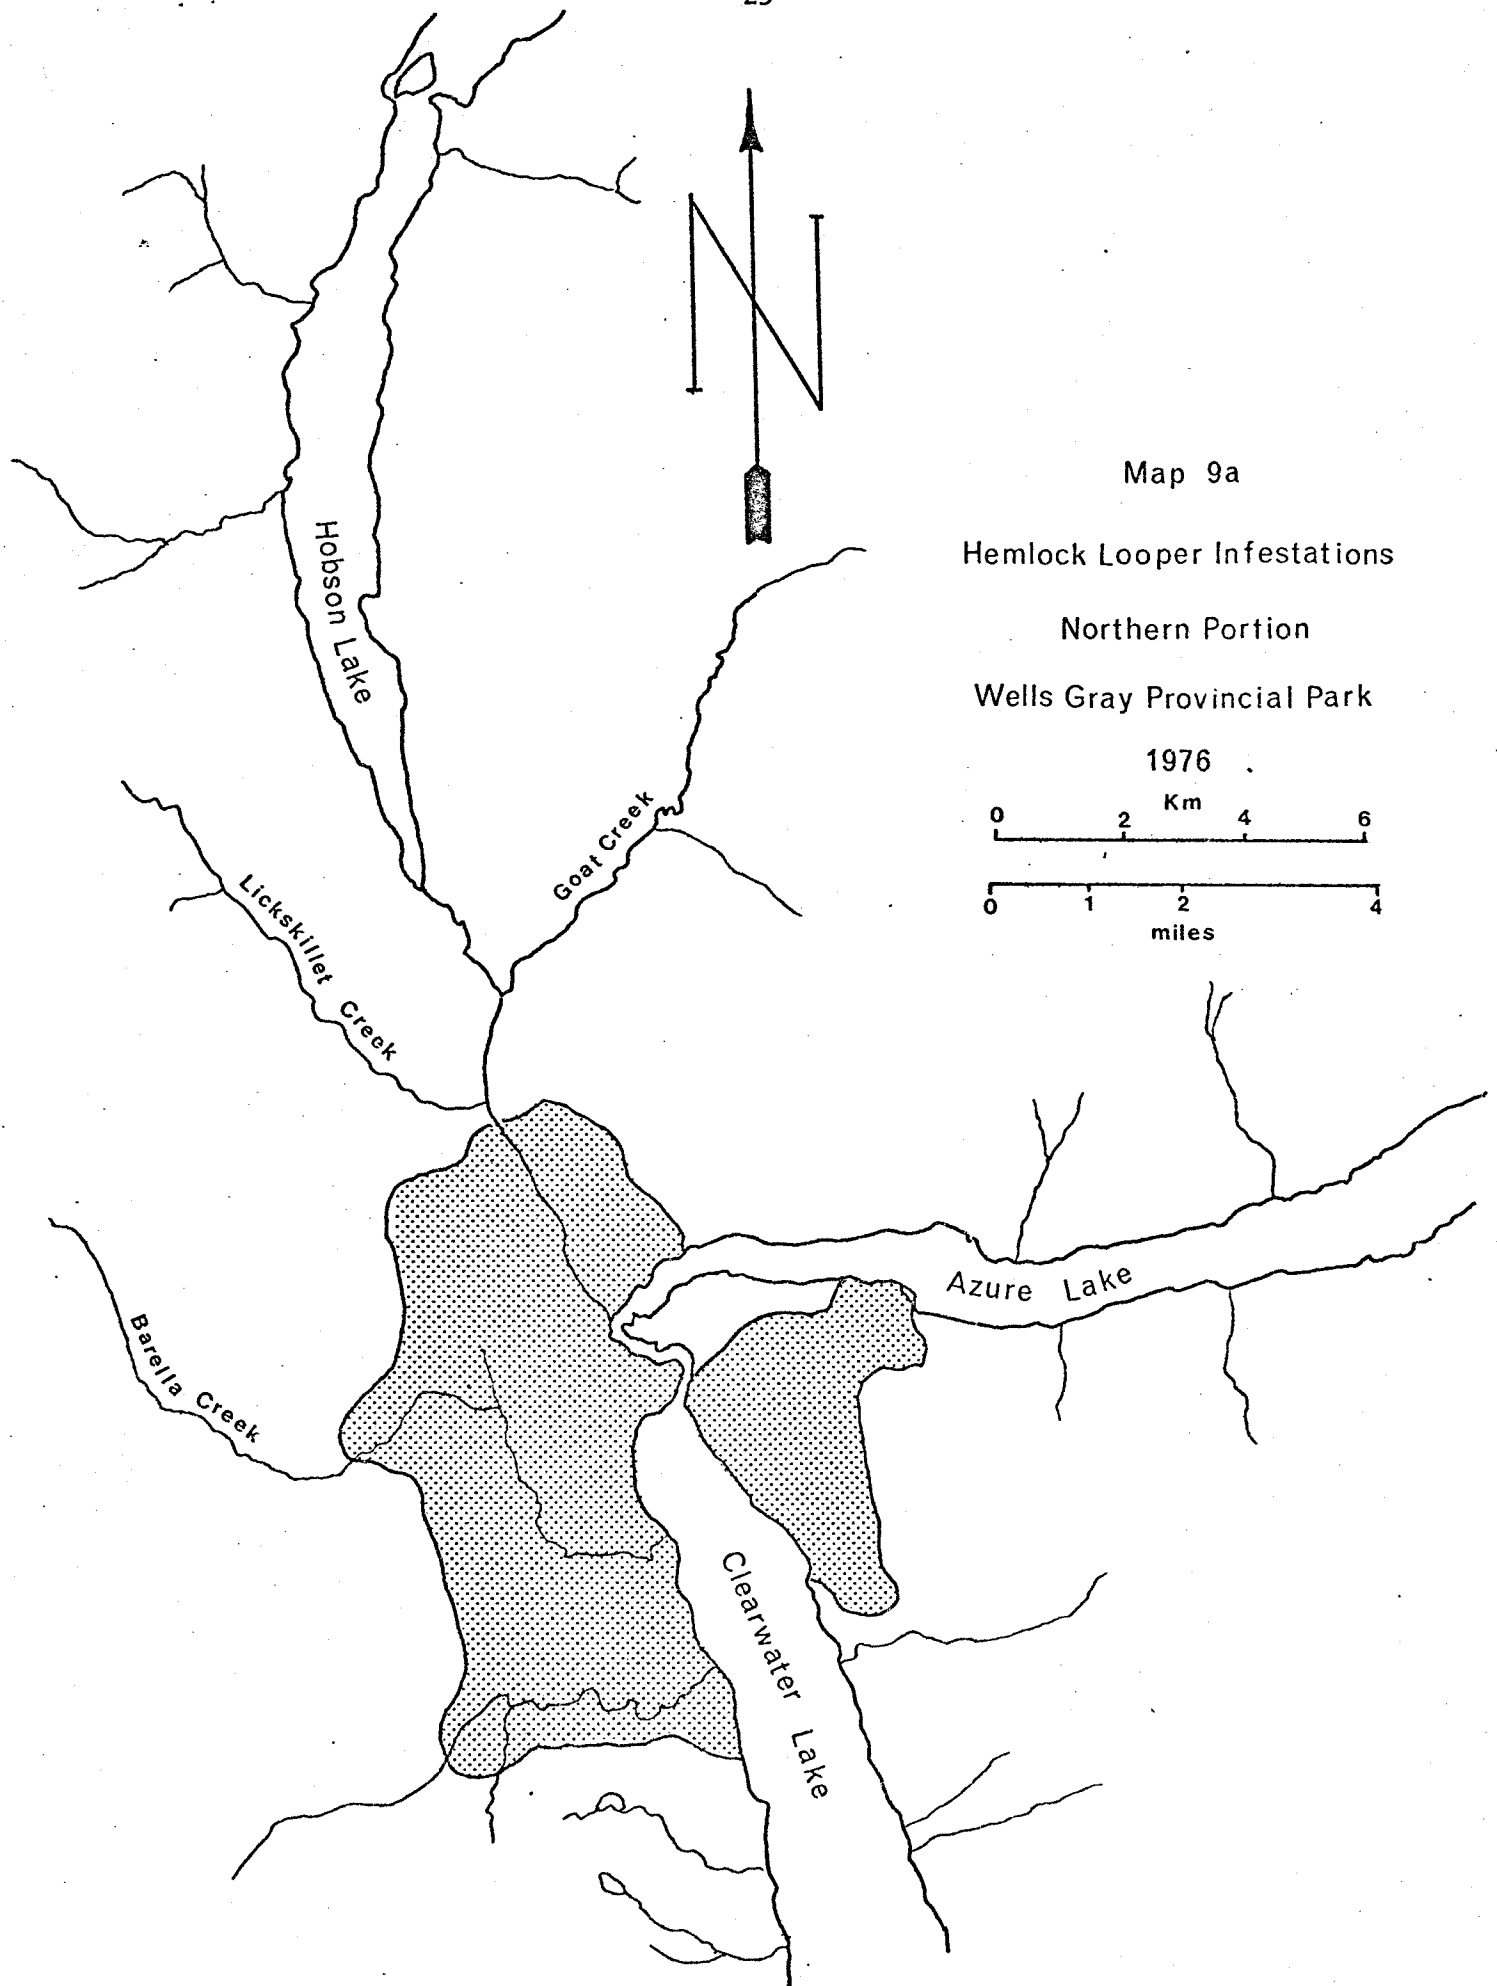 N
Map 9a
Hemlock Looper Infestations
Northern Portion
Wells Gray Provincial Park
1976
Km
0 2 4 6
0 1 2 4
miles
Hobson Lake
Goat Creek
Lickskillet Creek
Azure Lake
Barella Creek
Clearwater Lake